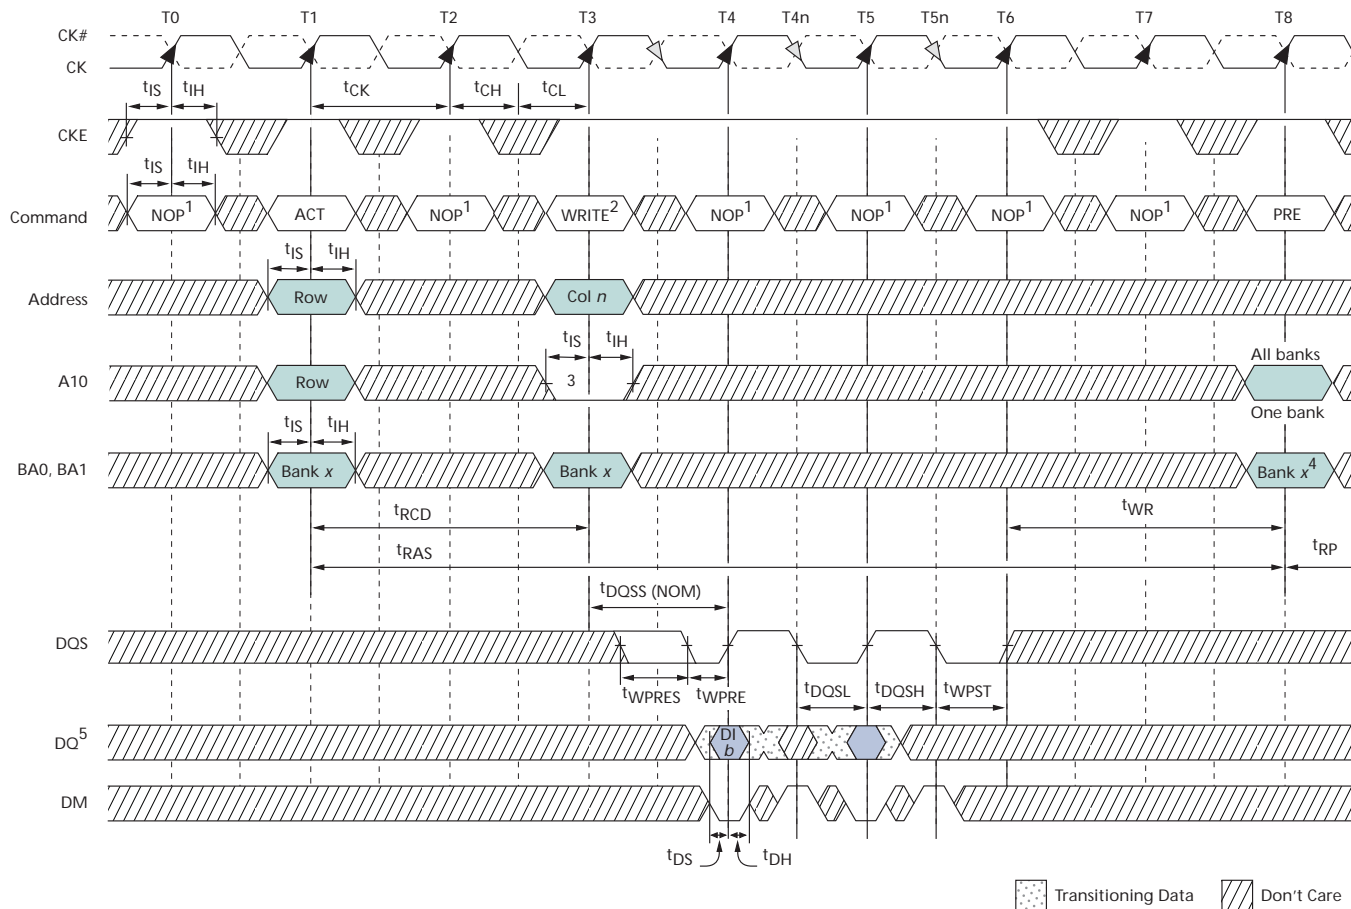 T0 T1 T2 T3 T4 T4n T5 T5n T6 T7 T8
CK#
CK
tIS tIH tCK tCH tCL
CKE
tIS tIH
Command NOP1 ACT NOP1 WRITE2 NOP1 NOP1 NOP1 NOP1 PRE
tIS tIH
Address Row Col n
tIS tIH
All banks
A10 Row 3
One bank
tIS tIH
BA0, BA1 Bank x Bank x Bank x4
tRCD tWR
tRAS tRP
tDQSS (NOM)
DQS
tWPRES tWPRE tDQSL tDQSH tWPST
DQ5 DI
b
DM
tDS tDH
Transitioning Data Don't Care